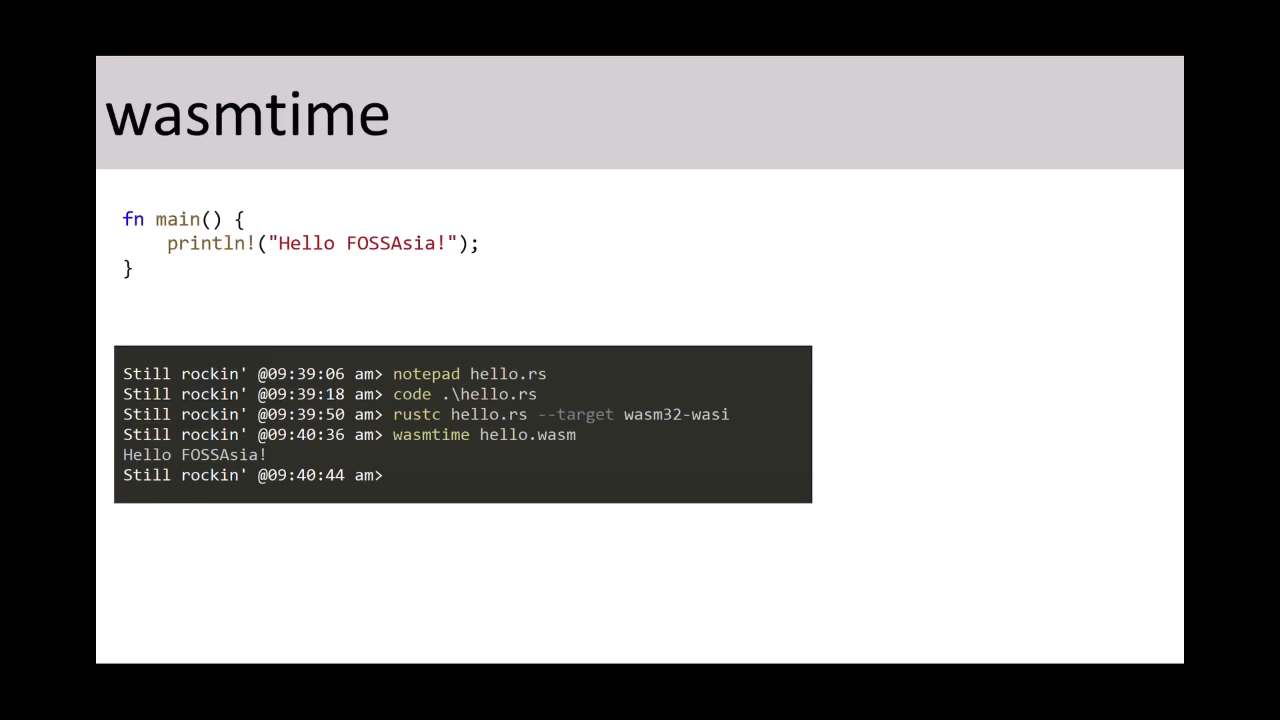 wasmtime
fn main() {
    println!("Hello FOSSAsia!");
}
Still rockin' @09:39:06 am> notepad hello.rs
Still rockin' @09:39:18 am> code .\hello.rs
Still rockin' @09:39:50 am> rustc hello.rs --target wasm32-wasi
Still rockin' @09:40:36 am> wasmtime hello.wasm
Hello FOSSAsia!
Still rockin' @09:40:44 am>